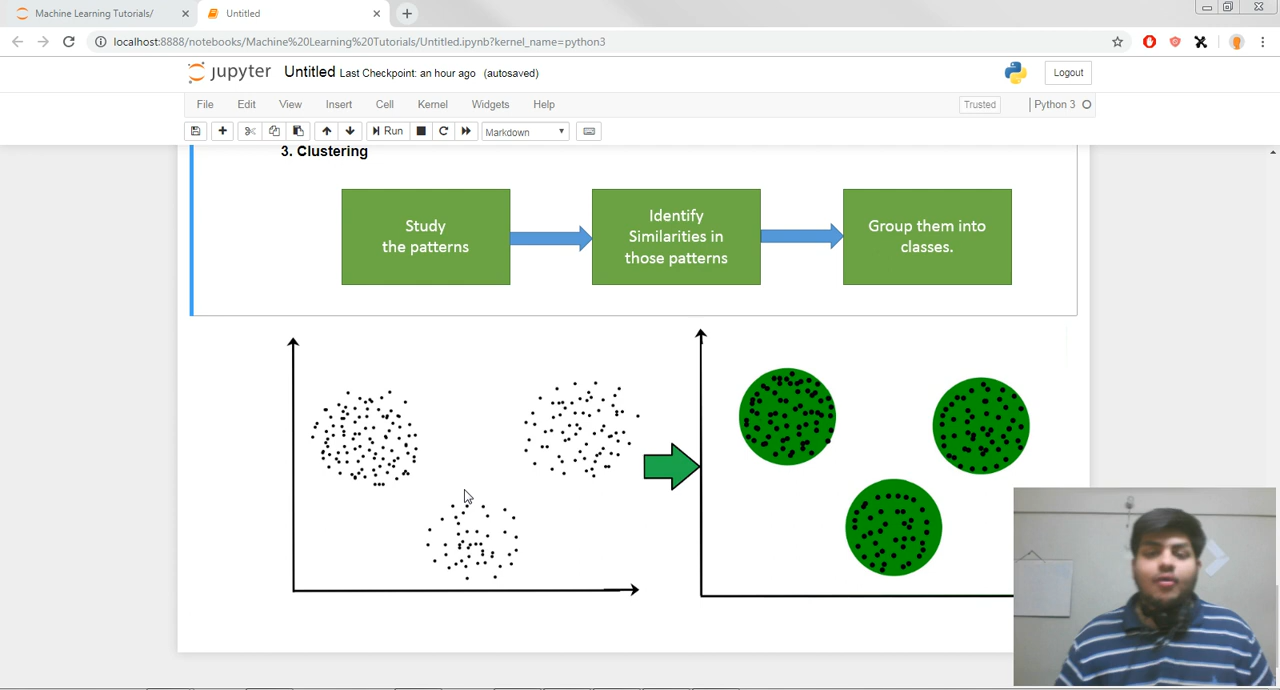 Machine Learning Tutorials/
Untitled
localhost:8888/notebooks/Machine%20Learning%20Tutorials/Untitled.ipynb?kernel_name=python3
jupyter Untitled Last Checkpoint: an hour ago (autosaved)
Logout
File Edit View Insert Cell Kernel Widgets Help
Trusted
Python 3
Run
Markdown
3. Clustering
Study
the patterns
Identify
Similarities in
those patterns
Group them into
classes.